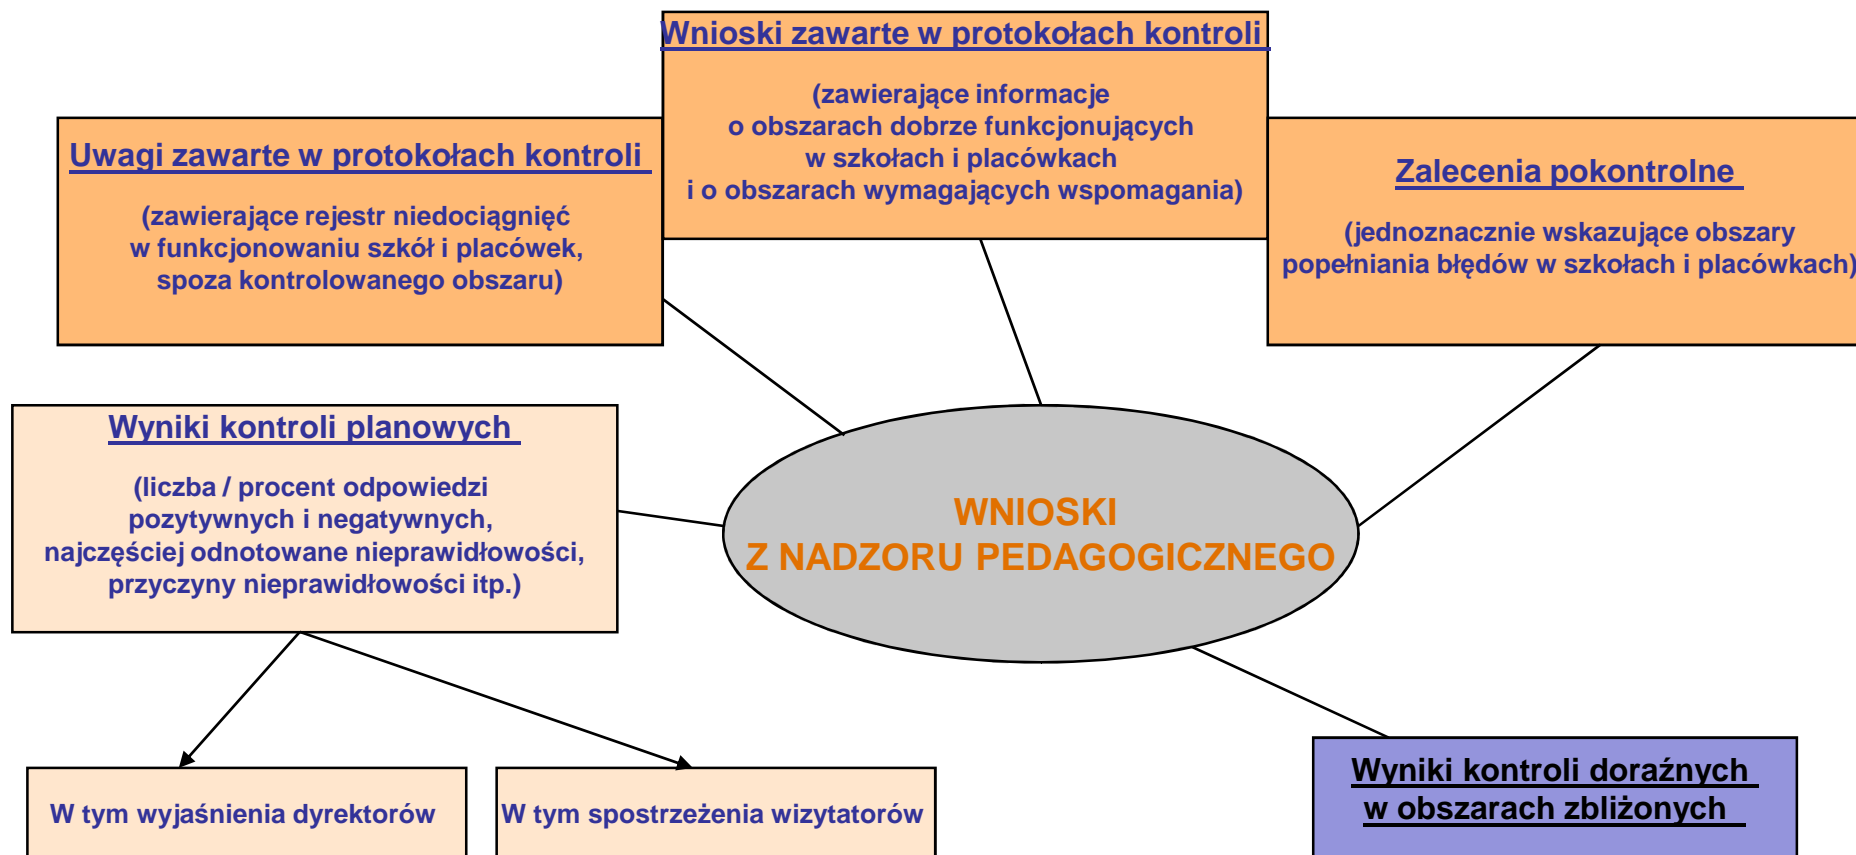 Wnioski zawarte w protokołach kontroli
(zawierające informacje
o obszarach dobrze funkcjonujących
w szkołach i placówkach
i o obszarach wymagających wspomagania)
Uwagi zawarte w protokołach kontroli
(zawierające rejestr niedociągnięć
w funkcjonowaniu szkół i placówek,
spoza kontrolowanego obszaru)
Zalecenia pokontrolne
(jednoznacznie wskazujące obszary
popełniania błędów w szkołach i placówkach)
Wyniki kontroli planowych
(liczba / procent odpowiedzi
pozytywnych i negatywnych,
najczęściej odnotowane nieprawidłowości,
przyczyny nieprawidłowości itp.)
WNIOSKI
Z NADZORU PEDAGOGICZNEGO
W tym wyjaśnienia dyrektorów
W tym spostrzeżenia wizytatorów
Wyniki kontroli doraźnych
w obszarach zbliżonych